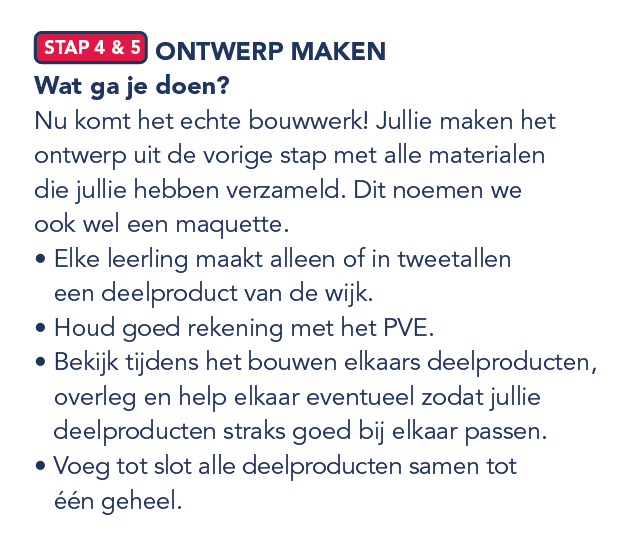 STAP 4 & 5 ONTWERP MAKEN
Wat ga je doen?
Nu komt het echte bouwwerk! Jullie maken het
ontwerp uit de vorige stap met alle materialen
die jullie hebben verzameld. Dit noemen we
ook wel een maquette.
• Elke leerling maakt alleen of in tweetallen
een deelproduct van de wijk.
• Houd goed rekening met het PVE.
• Bekijk tijdens het bouwen elkaars deelproducten,
overleg en help elkaar eventueel zodat jullie
deelproducten straks goed bij elkaar passen.
• Voeg tot slot alle deelproducten samen tot
één geheel.